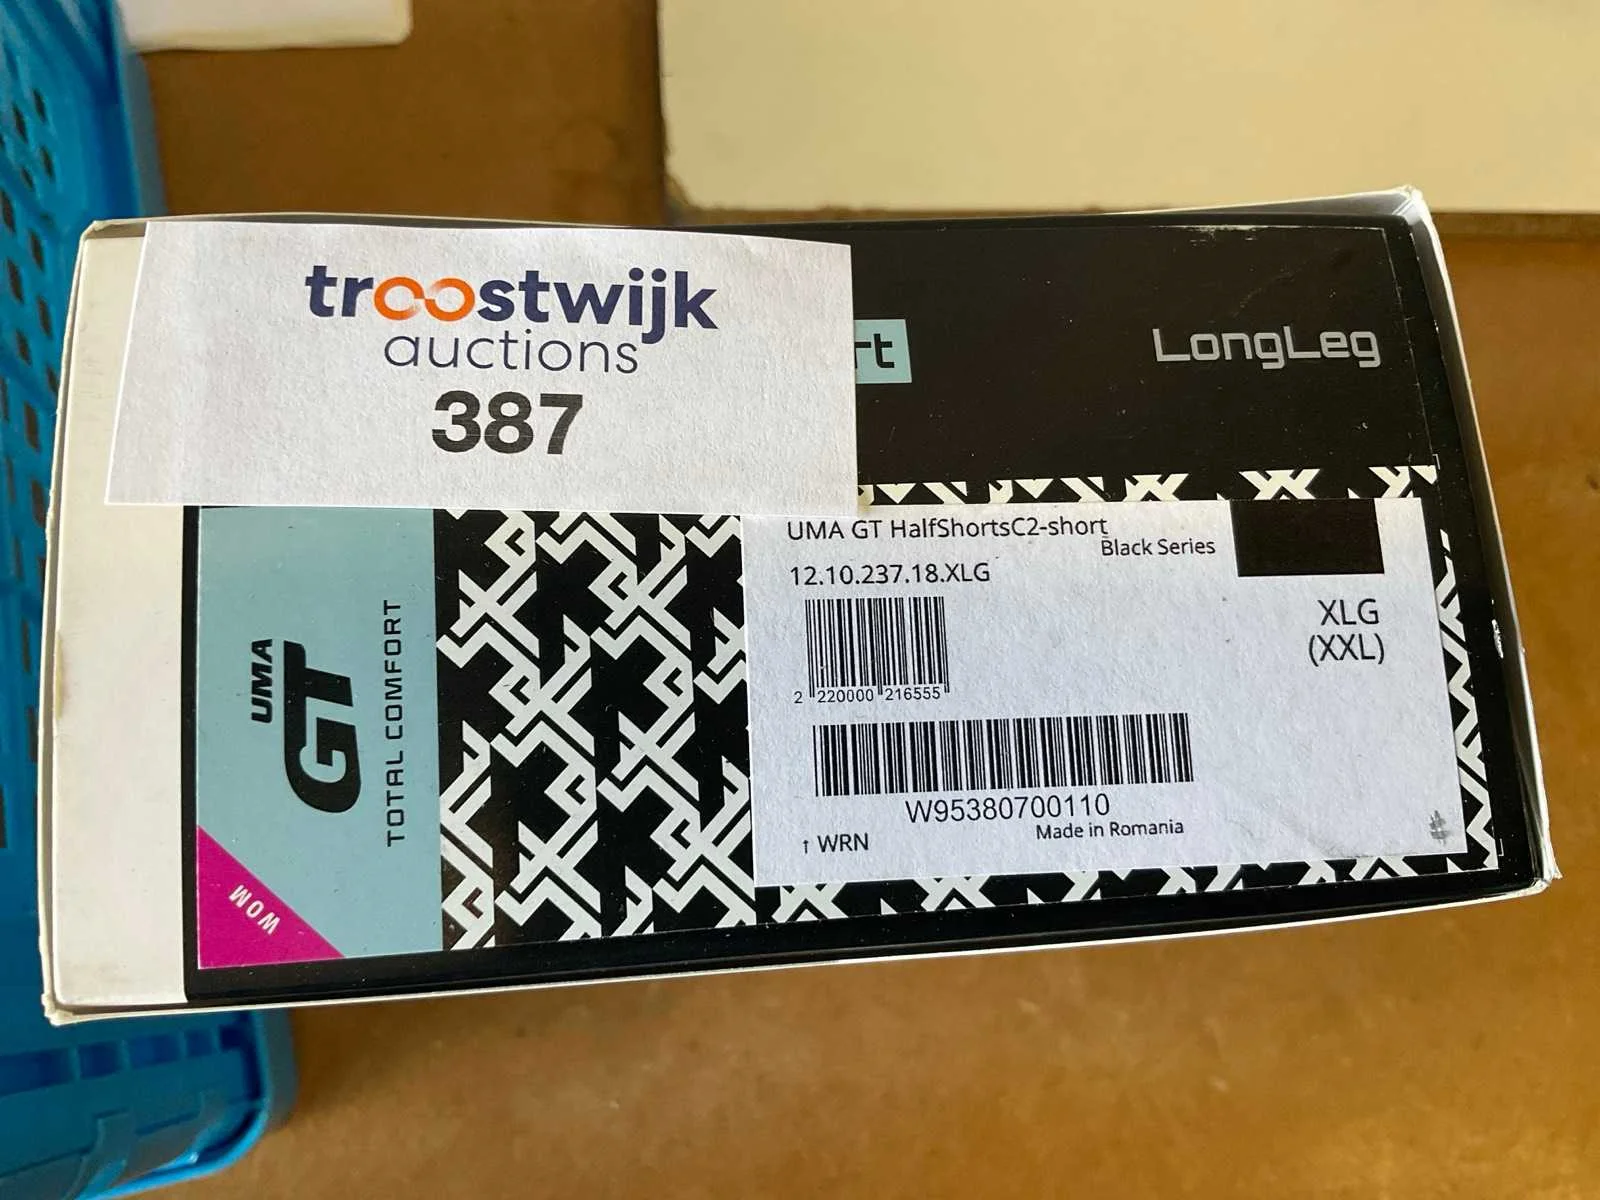 troostwijk
auctions
387
rt
LongLeg
UMA
GT
TOTAL COMFORT
WOM
UMA GT HalfShortsC2-short
Black Series
12.10.237.18.XLG
XLG
(XXL)
2 220000 216555
W95380700110
Made in Romania
↑ WRN